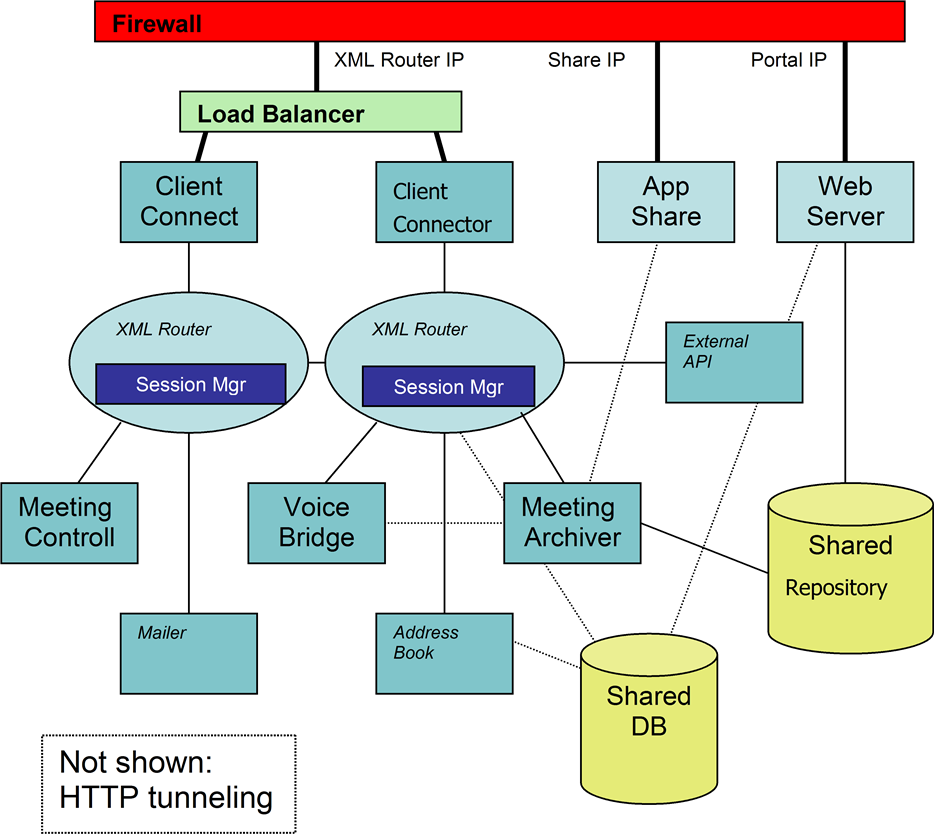 Firewall
XML Router IP
Share IP
Portal IP
Load Balancer
Client
Connect
Client
Connector
App
Share
Web
Server
XML Router
Session Mgr
XML Router
Session Mgr
External
API
Meeting
Controll
Voice
Bridge
Meeting
Archiver
Shared
Repository
Mailer
Address
Book
Shared
DB
Not shown:
HTTP tunneling